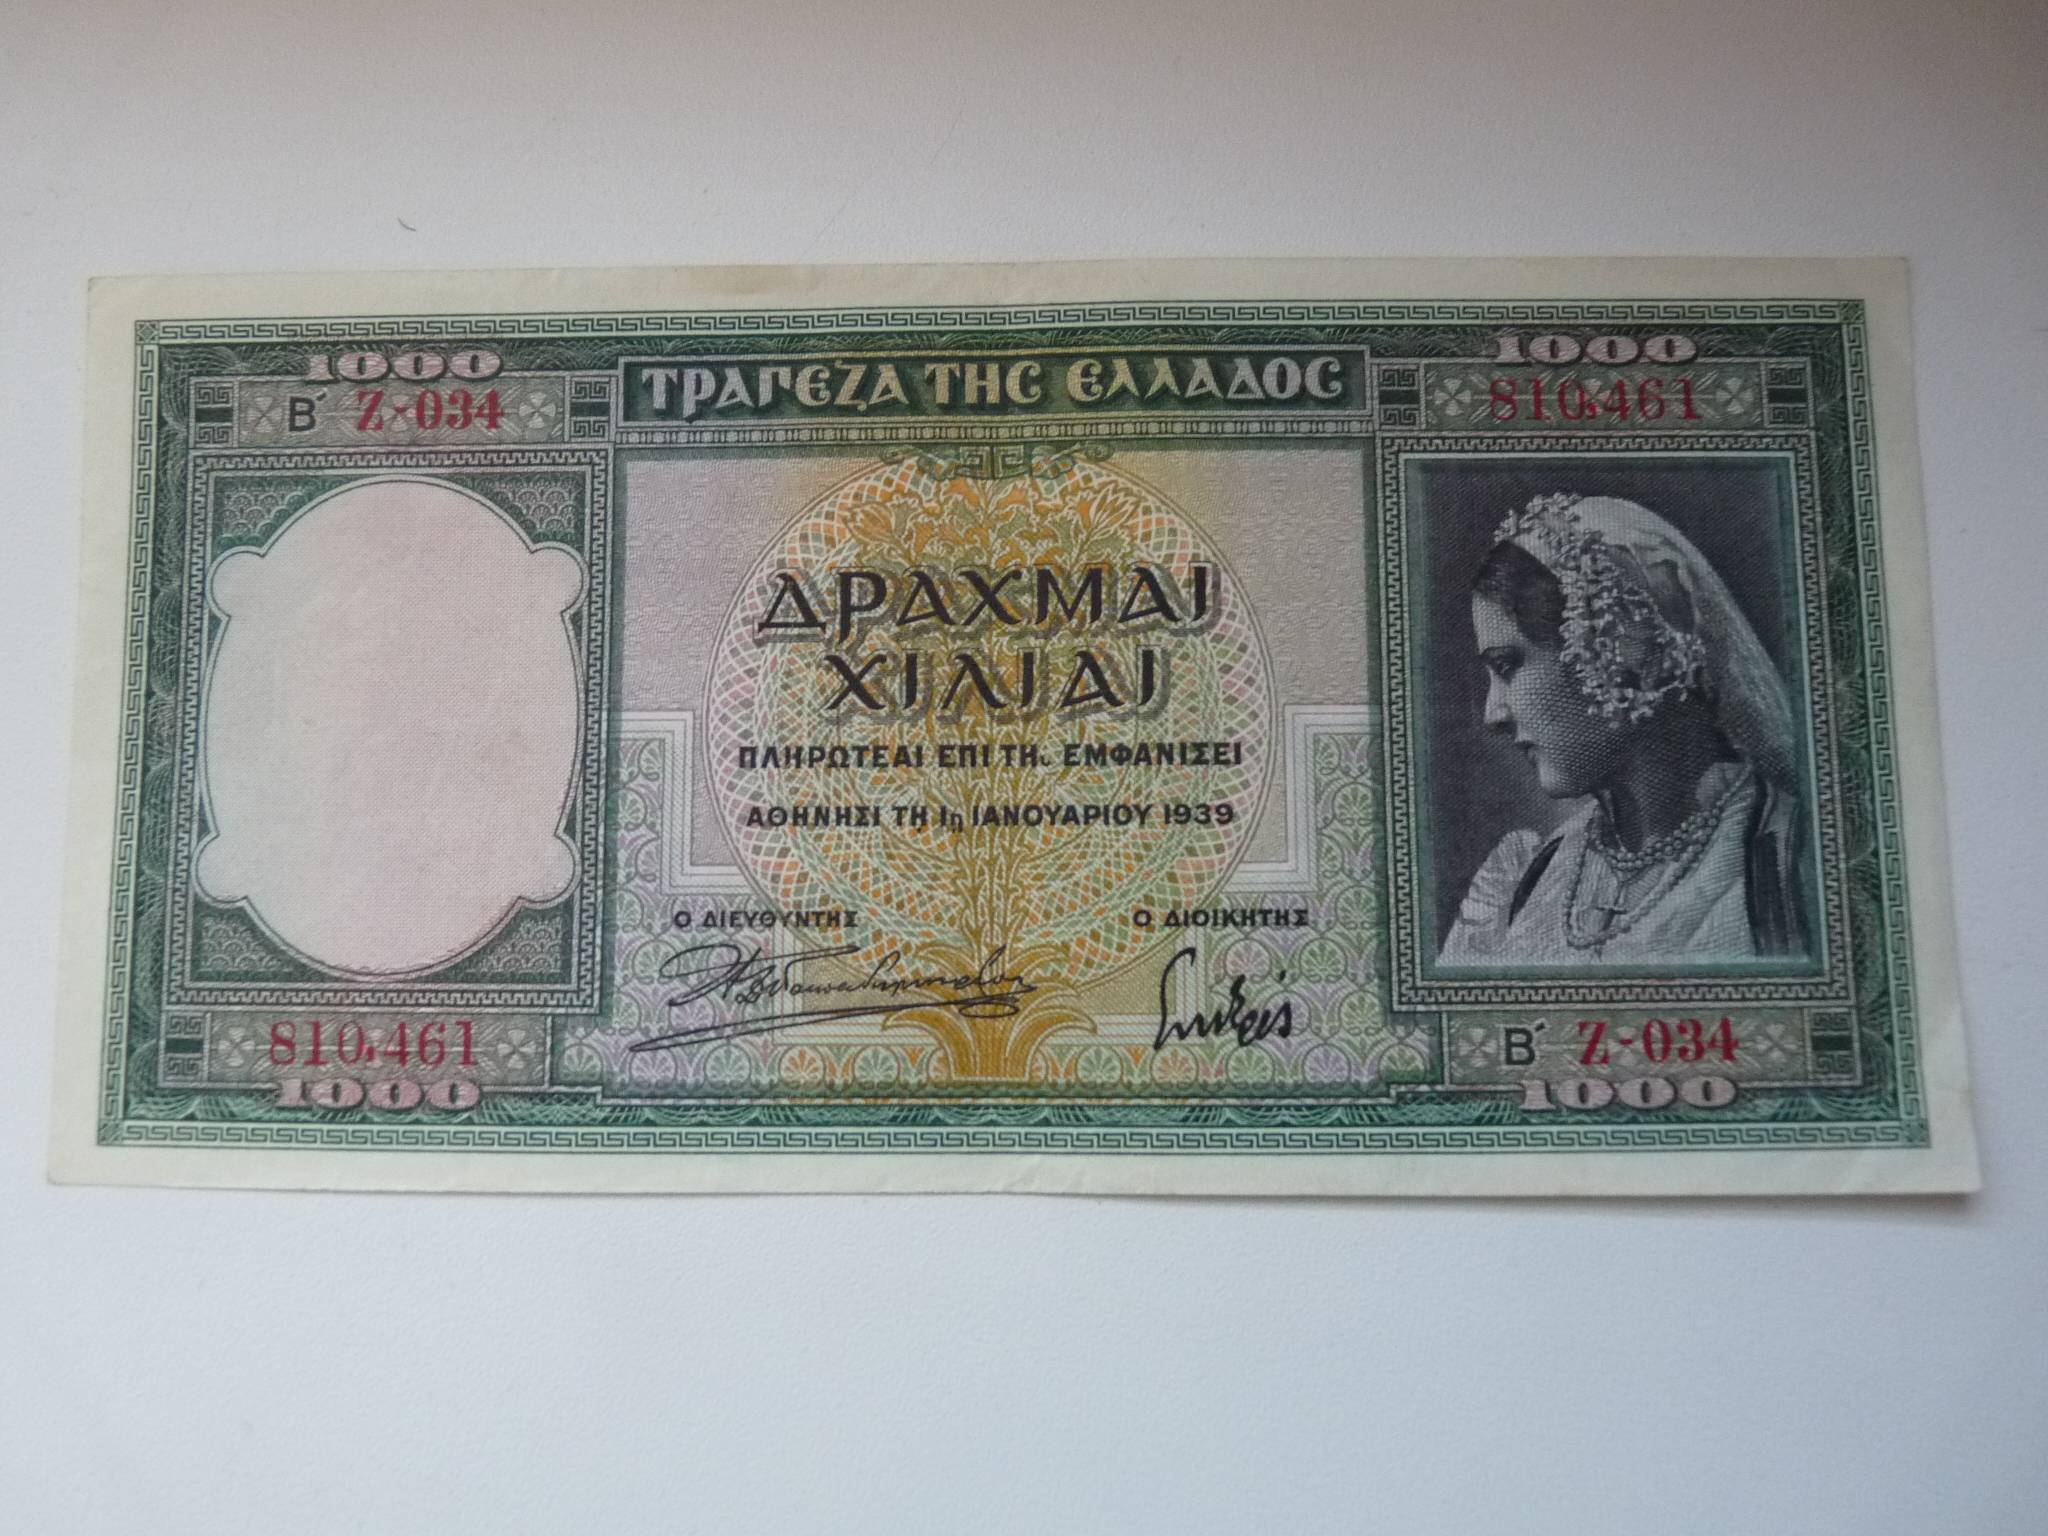 1000
Β΄ Ζ-034
ΤΡΑΠΕΖΑ ΤΗΣ ΕΛΛΑΔΟΣ
1000
810,461
ΔΡΑΧΜΑΙ
ΧΙΛΙΑΙ
ΠΛΗΡΩΤΕΑΙ ΕΠΙ ΤΗι ΕΜΦΑΝΙΣΕΙ
ΑΘΗΝΗΣΙ ΤΗ 1η ΙΑΝΟΥΑΡΙΟΥ 1939
Ο ΔΙΕΥΘΥΝΤΗΣ
Ο ΔΙΟΙΚΗΤΗΣ
810,461
1000
Β΄ Ζ-034
1000